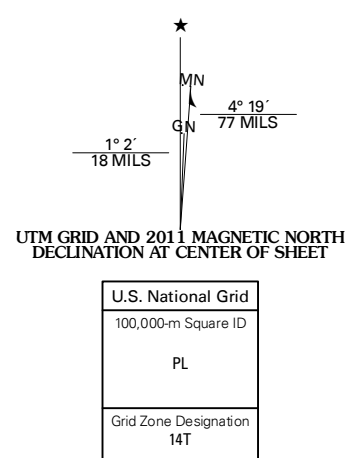 ★
MN
4° 19´
77 MILS
GN
1° 2´
18 MILS
UTM GRID AND 2011 MAGNETIC NORTH
DECLINATION AT CENTER OF SHEET
U.S. National Grid
100,000-m Square ID
PL
Grid Zone Designation
14T